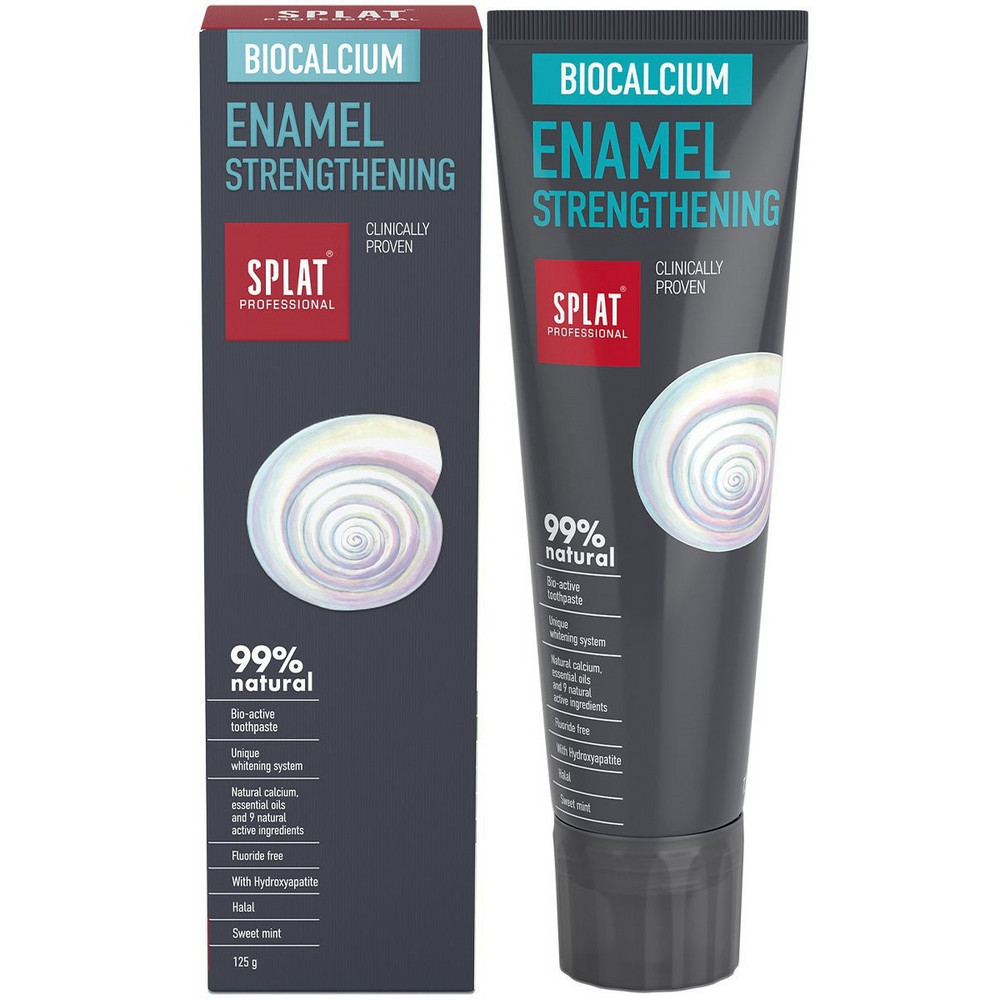 SPLAT
PROFESSIONAL
BIOCALCIUM
ENAMEL
STRENGTHENING
CLINICALLY
PROVEN
SPLAT®
PROFESSIONAL
99%
natural
Bio-active
toothpaste
Unique
whitening system
Natural calcium,
essential oils
and 9 natural
active ingredients
Fluoride free
With Hydroxyapatite
Halal
Sweet mint
125 g
BIOCALCIUM
ENAMEL
STRENGTHENING
CLINICALLY
PROVEN
SPLAT®
PROFESSIONAL
99%
natural
Bio-active
toothpaste
Unique
whitening system
Natural calcium,
essential oils
and 9 natural
active ingredients
Fluoride free
With Hydroxyapatite
Halal
Sweet mint